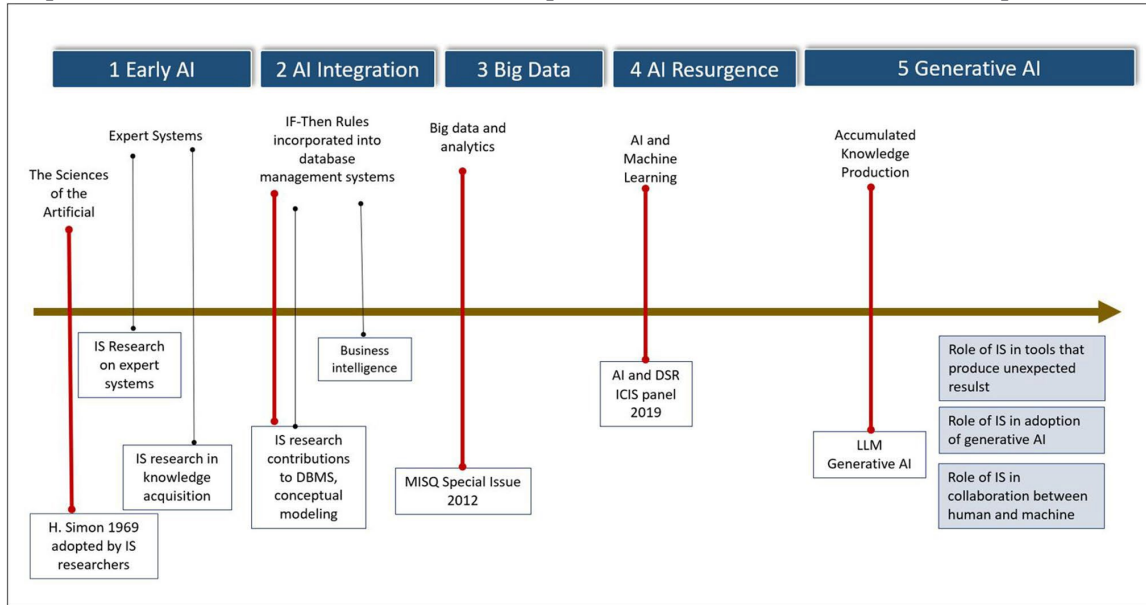 1 Early AI
2 AI Integration
3 Big Data
4 AI Resurgence
5 Generative AI
Expert Systems
The Sciences
of the
Artificial
IF-Then Rules
incorporated into
database
management systems
Big data and
analytics
AI and
Machine
Learning
Accumulated
Knowledge
Production
IS Research
on expert
systems
IS research in
knowledge
acquisition
H. Simon 1969
adopted by IS
researchers
Business
intelligence
IS research
contributions
to DBMS,
conceptual
modeling
MISQ Special Issue
2012
AI and DSR
ICIS panel
2019
LLM
Generative AI
Role of IS in tools that
produce unexpected
resulst
Role of IS in adoption
of generative AI
Role of IS in
collaboration between
human and machine